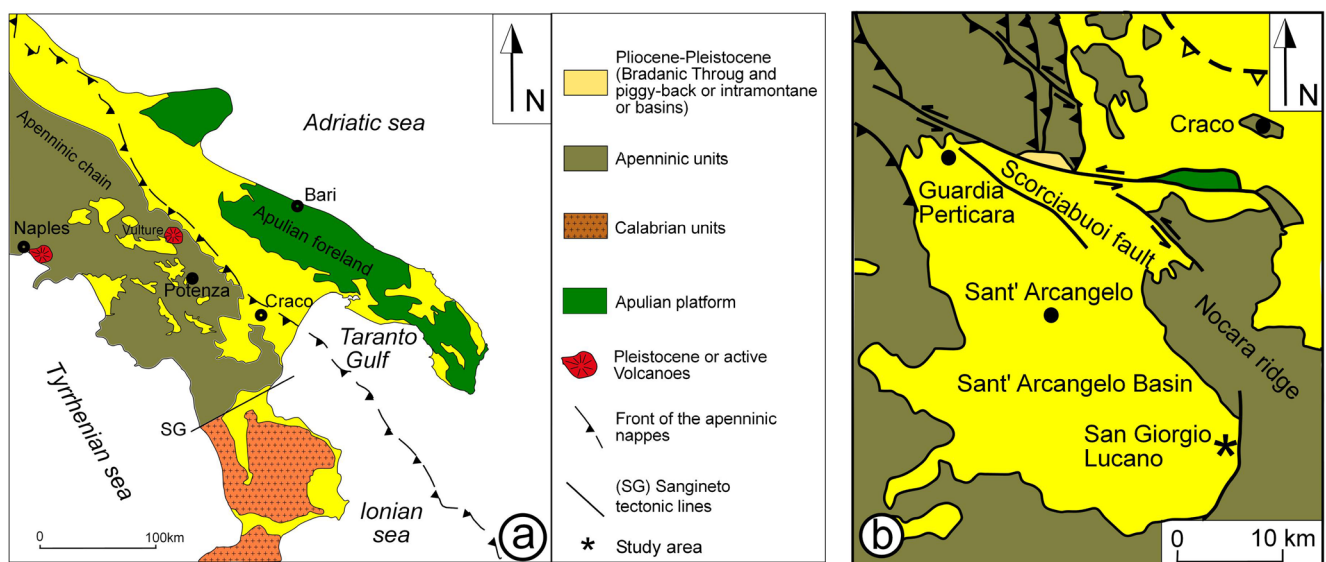 N
Adriatic sea
Apenninic chain
Bari
Apulian foreland
Naples
Vulture
Potenza
Craco
Taranto
Gulf
Tyrrhenian sea
SG
Ionian
sea
0
100km
a
Pliocene-Pleistocene
(Bradanic Throug and
piggy-back or intramontane
or basins)
Apenninic units
Calabrian units
Apulian platform
Pleistocene or active
Volcanoes
Front of the apenninic
nappes
(SG) Sangineto
tectonic lines
* Study area
N
Craco
Guardia
Perticara
Scorciabuoi fault
Sant' Arcangelo
Nocara ridge
Sant' Arcangelo Basin
San Giorgio
Lucano
*
b
0
10 km